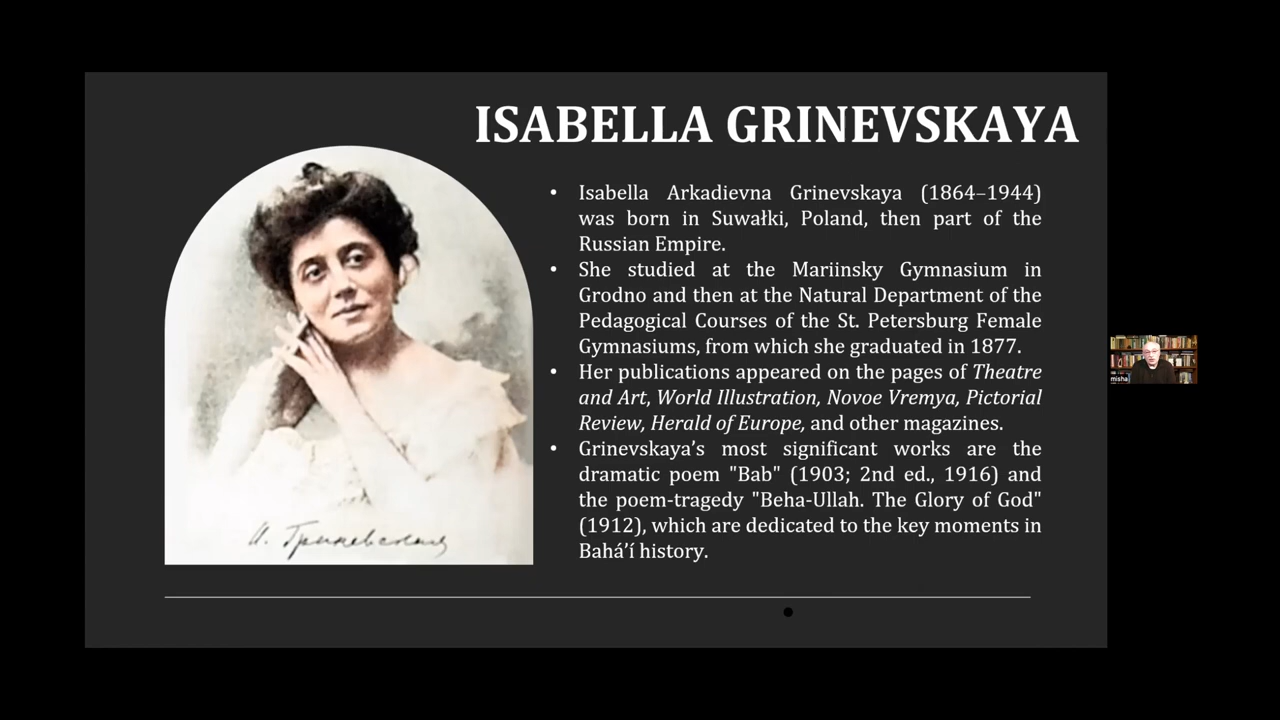 ISABELLA GRINEVSKAYA
• Isabella Arkadievna Grinevskaya (1864–1944)
was born in Suwałki, Poland, then part of the
Russian Empire.
• She studied at the Mariinsky Gymnasium in
Grodno and then at the Natural Department of the
Pedagogical Courses of the St. Petersburg Female
Gymnasiums, from which she graduated in 1877.
• Her publications appeared on the pages of Theatre
and Art, World Illustration, Novoe Vremya, Pictorial
Review, Herald of Europe, and other magazines.
• Grinevskaya’s most significant works are the
dramatic poem "Bab" (1903; 2nd ed., 1916) and
the poem-tragedy "Beha-Ullah. The Glory of God"
(1912), which are dedicated to the key moments in
Bahá’í history.
И. Гриневская
misha